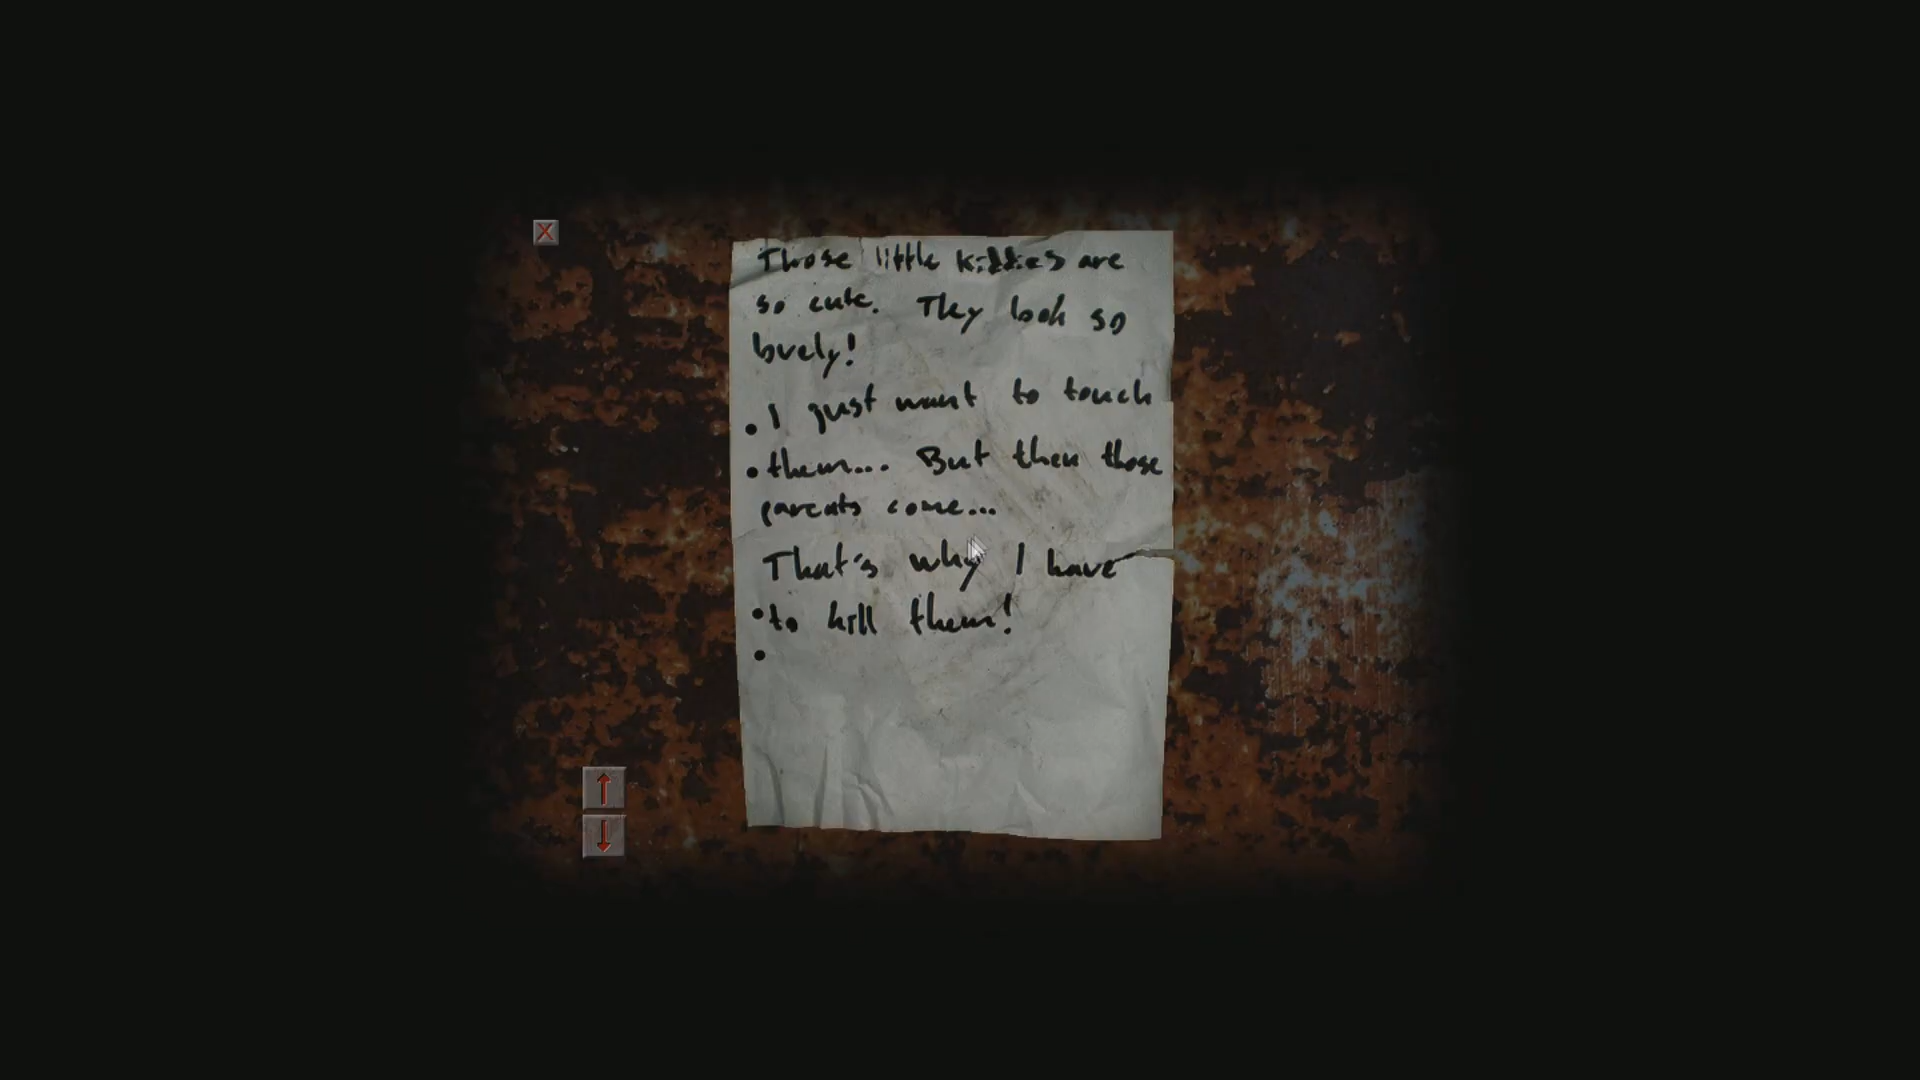 Those little kiddies are
so cute. They look so
lovely!
• I just want to touch
• them... But then those
parents come...
That's why I have
• to kill them!
•
X